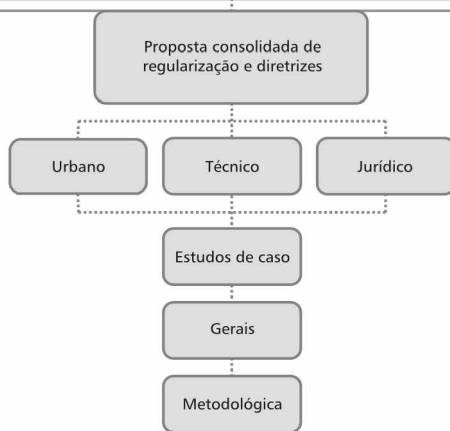 Proposta consolidada de
regularização e diretrizes
Urbano
Técnico
Jurídico
Estudos de caso
Gerais
Metodológica